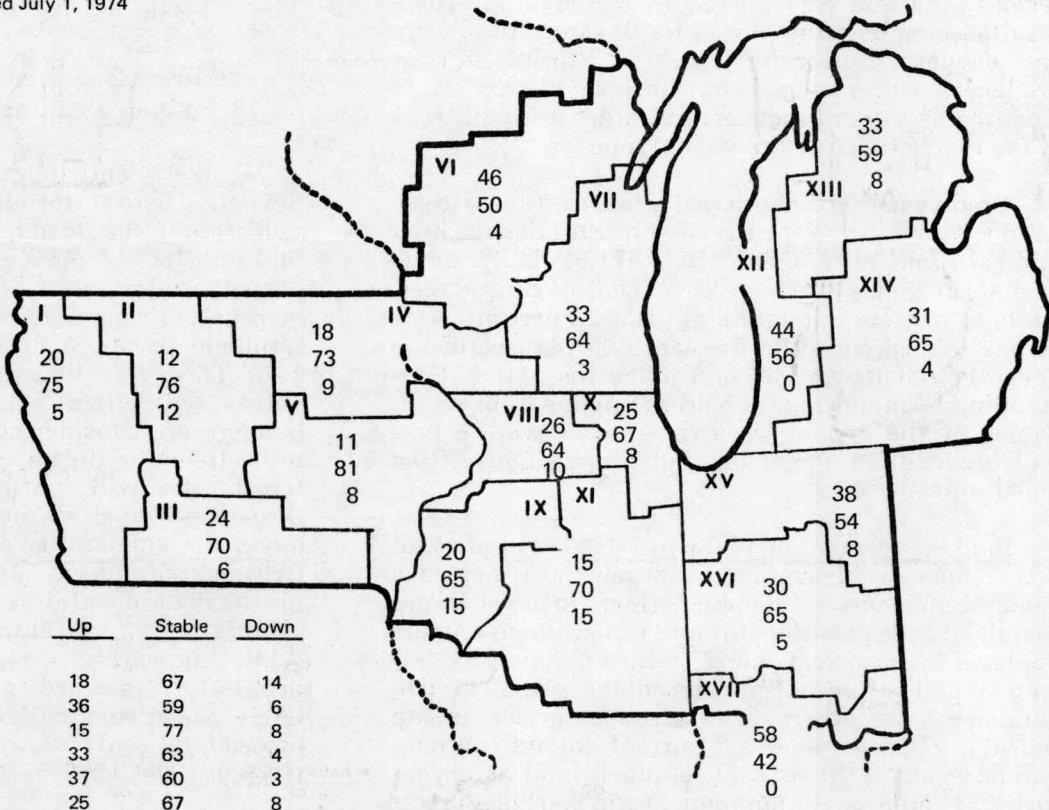 ed July 1, 1974
VI
46
50
4
VII
33
59
8
XIII
XII
XIV
31
65
4
II
IV
20
75
5
12
76
12
18
73
9
33
64
3
44
56
0
V
11
81
8
VIII
26
64
10
X
25
67
8
III
24
70
6
IX
20
65
15
XI
15
70
15
XV
38
54
8
XVI
30
65
5
XVII
58
42
0
Up Stable Down
18 67 14
36 59 6
15 77 8
33 63 4
37 60 3
25 67 8